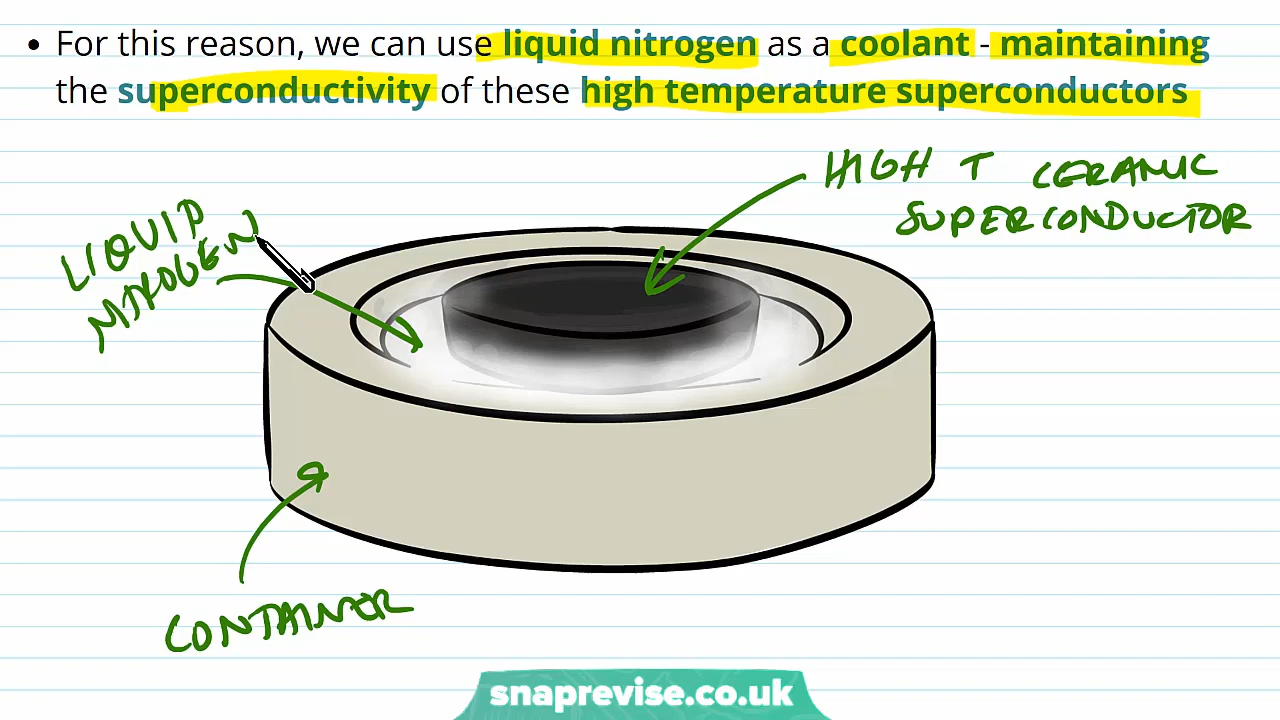 • For this reason, we can use liquid nitrogen as a coolant - maintaining
the superconductivity of these high temperature superconductors
HIGH T CERAMIC
SUPERCONDUCTOR
LIQUID
NITROGEN
CONTAINER
snaprevise.co.uk